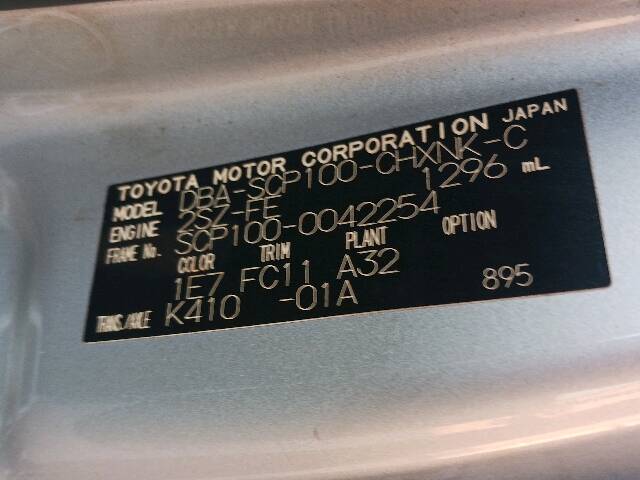 TOYOTA MOTOR CORPORATION JAPAN
MODEL DBA-SCP100-CHXNK-C
ENGINE 2SZ-FE 1296 mL
FRAME No. SCP100-0042254
COLOR TRIM PLANT OPTION
1E7 FC11 A32
TRANS./AXLE K410 -01A 895